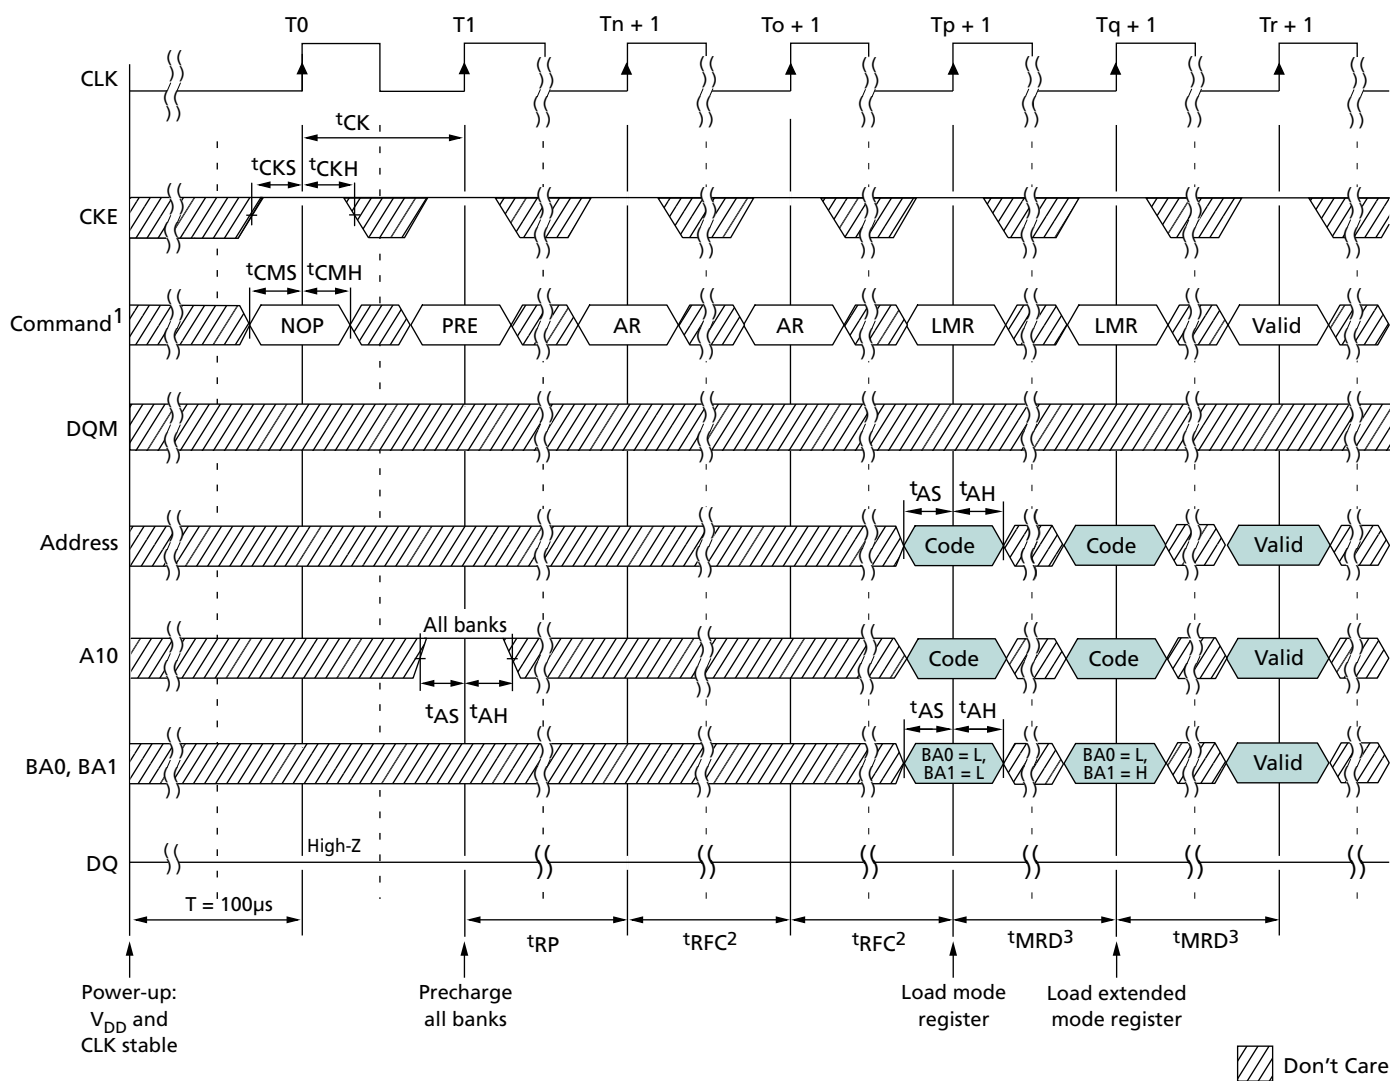 T0 T1 Tn + 1 To + 1 Tp + 1 Tq + 1 Tr + 1
CLK
tCK
tCKS tCKH
CKE
tCMS tCMH
Command1 NOP PRE AR AR LMR LMR Valid
DQM
tAS tAH
Address Code Code Valid
All banks
A10 Code Code Valid
tAS tAH tAS tAH
BA0, BA1 BA0 = L, BA0 = L, Valid
BA1 = L BA1 = H
High-Z
DQ
T = 100µs
tRP tRFC2 tRFC2 tMRD3 tMRD3
Power-up: Precharge Load mode Load extended
VDD and all banks register mode register
CLK stable
Don't Care